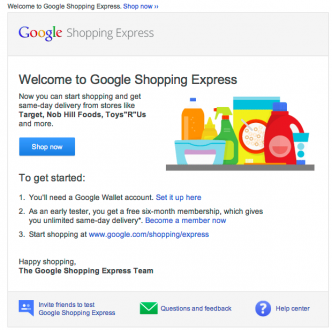 Welcome to Google Shopping Express. Shop now ››
Google Shopping Express
Welcome to Google Shopping Express
Now you can start shopping and get
same-day delivery from stores like
Target, Nob Hill Foods, Toys"R"Us
and more.
Shop now
To get started:
1. You'll need a Google Wallet account. Set it up here
2. As an early tester, you get a free six-month membership, which gives
you unlimited same-day delivery*. Become a member now
3. Start shopping at www.google.com/shopping/express
Happy shopping,
The Google Shopping Express Team
Invite friends to test
Google Shopping Express
Questions and feedback
Help center